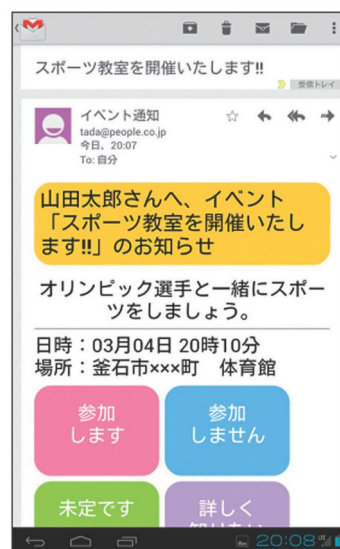 スポーツ教室を開催いたします!!
受信トレイ
イベント通知
tada@people.co.jp
今日、20:07
To: 自分
山田太郎さんへ、イベント
「スポーツ教室を開催いたし
ます!!」のお知らせ
オリンピック選手と一緒にスポー
ツをしましょう。
日時：03月04日 20時10分
場所：釜石市×××町　体育館
参加
します
参加
しません
未定です
詳しく
知りたい
20:08